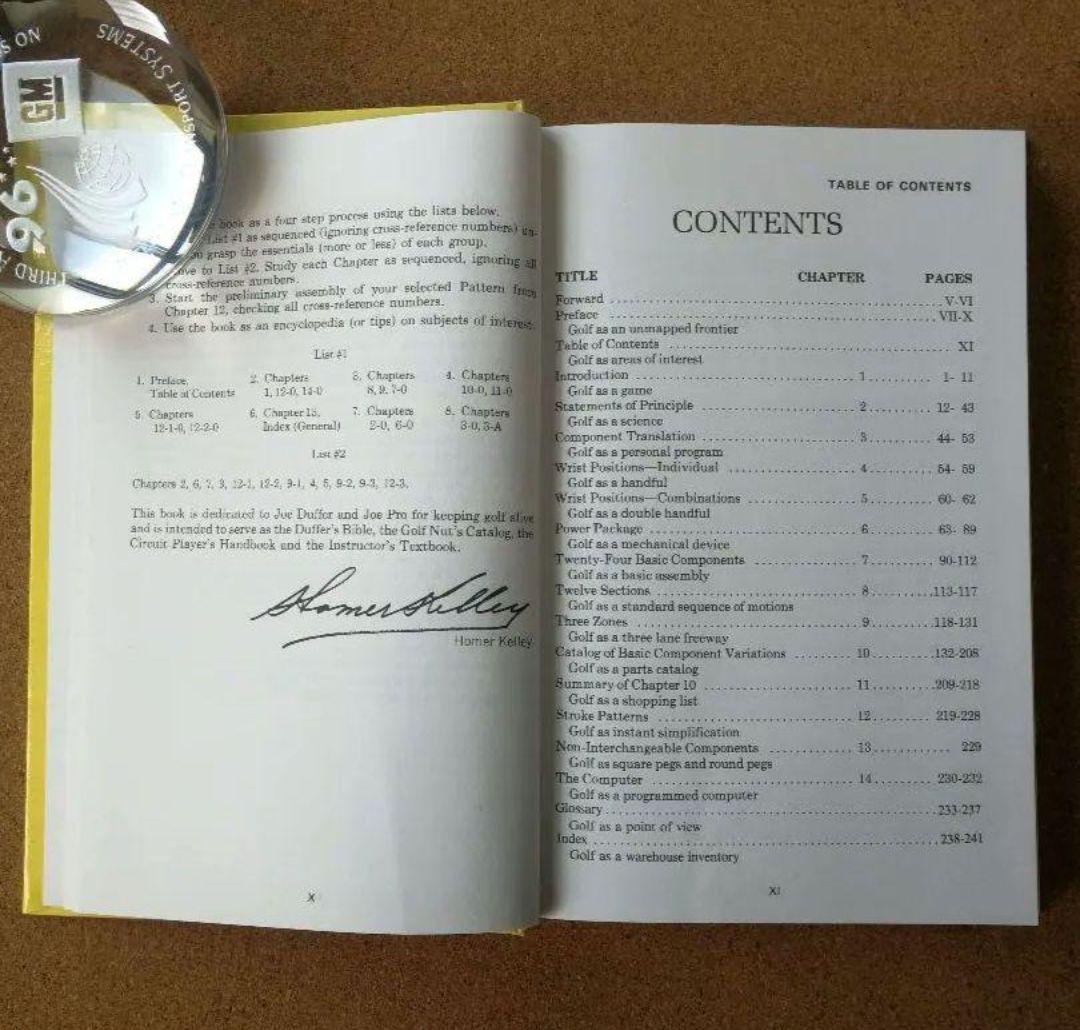 S ON
NO S
SYSTEMS
NSPORT
GM
96
THIRD A
book as a four step process using the lists below.
List #1 as sequenced (ignoring cross-reference numbers) un-
grasp the essentials (more or less) of each group.
ove to List #2. Study each Chapter as sequenced, ignoring all
cross-reference numbers.
3. Start the preliminary assembly of your selected Pattern from
Chapter 12, checking all cross-reference numbers.
4. Use the book as an encyclopedia (or tips) on subjects of interest.
List #1
1. Preface, 2. Chapters 3. Chapters 4. Chapters
Table of Contents 1, 12-0, 14-0 8, 9, 7-0 10-0, 11-0
5. Chapters 6. Chapter 13, 7. Chapters 8. Chapters
12-1-0, 12-2-0 Index (General) 2-0, 6-0 3-0, 3-A
List #2
Chapters 2, 6, 7, 3, 12-1, 12-2, 9-1, 4, 5, 9-2, 9-3, 12-3.
This book is dedicated to Joe Duffer and Joe Pro for keeping golf alive
and is intended to serve as the Duffer's Bible, the Golf Nut's Catalog, the
Circuit Player's Handbook and the Instructor's Textbook.
Homer Kelley
Homer Kelley
X
TABLE OF CONTENTS
CONTENTS
TITLE CHAPTER PAGES
Forward V-VI
Preface VII-X
Golf as an unmapped frontier
Table of Contents XI
Golf as areas of interest
Introduction 1 1- 11
Golf as a game
Statements of Principle 2 12- 43
Golf as a science
Component Translation 3 44- 53
Golf as a personal program
Wrist Positions—Individual 4 54- 59
Golf as a handful
Wrist Positions—Combinations 5 60- 62
Golf as a double handful
Power Package 6 63- 89
Golf as a mechanical device
Twenty-Four Basic Components 7 90-112
Golf as a basic assembly
Twelve Sections 8 113-117
Golf as a standard sequence of motions
Three Zones 9 118-131
Golf as a three lane freeway
Catalog of Basic Component Variations 10 132-208
Golf as a parts catalog
Summary of Chapter 10 11 209-218
Golf as a shopping list
Stroke Patterns 12 219-228
Golf as instant simplification
Non-Interchangeable Components 13 229
Golf as square pegs and round pegs
The Computer 14 230-232
Golf as a programmed computer
Glossary 233-237
Golf as a point of view
Index 238-241
Golf as a warehouse inventory
XI